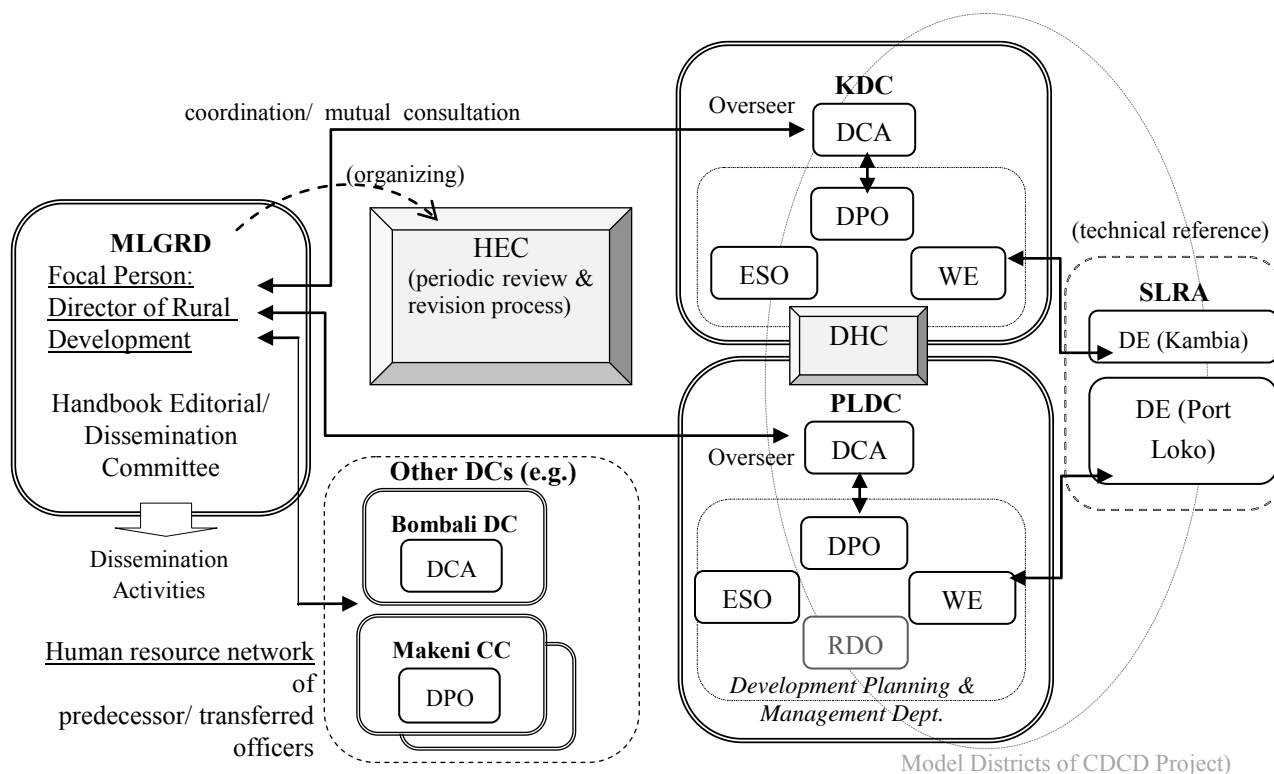 coordination/ mutual consultation
(organizing)
MLGRD
Focal Person:
Director of Rural
Development
Handbook Editorial/
Dissemination
Committee
Dissemination
Activities
Human resource network
of
predecessor/ transferred
officers
HEC
(periodic review &
revision process)
Other DCs (e.g.)
Bombali DC
DCA
Makeni CC
DPO
KDC
Overseer
DCA
DPO
ESO
WE
DHC
PLDC
Overseer
DCA
DPO
ESO
WE
RDO
Development Planning &
Management Dept.
(technical reference)
SLRA
DE (Kambia)
DE (Port
Loko)
Model Districts of CDCD Project)